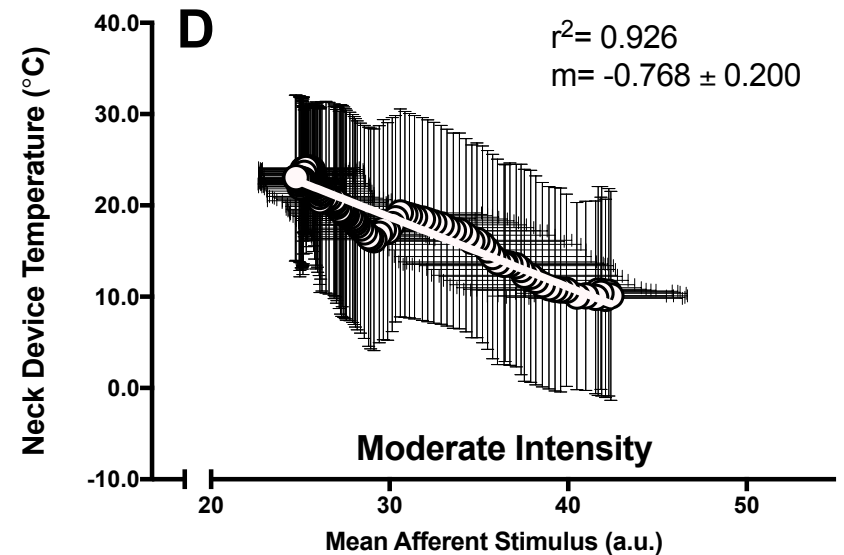 D
r²= 0.926
m= -0.768 ± 0.200
40.0
30.0
20.0
10.0
0.0
-10.0
Neck Device Temperature (°C)
Moderate Intensity
20 30 40 50
Mean Afferent Stimulus (a.u.)